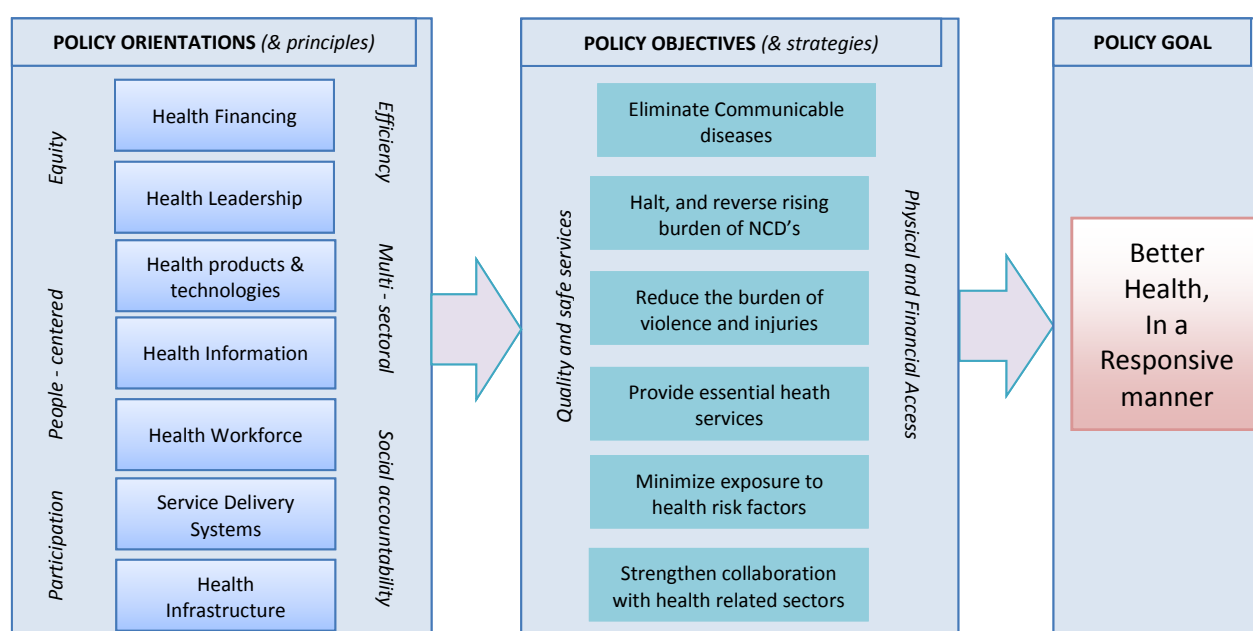 POLICY ORIENTATIONS (& principles)
Equity
People - centered
Participation
Health Financing
Health Leadership
Health products &
technologies
Health Information
Health Workforce
Service Delivery
Systems
Health
Infrastructure
Efficiency
Multi - sectoral
Social accountability
POLICY OBJECTIVES (& strategies)
Quality and safe services
Eliminate Communicable
diseases
Halt, and reverse rising
burden of NCD’s
Reduce the burden of
violence and injuries
Provide essential heath
services
Minimize exposure to
health risk factors
Strengthen collaboration
with health related sectors
Physical and Financial Access
POLICY GOAL
Better
Health,
In a
Responsive
manner